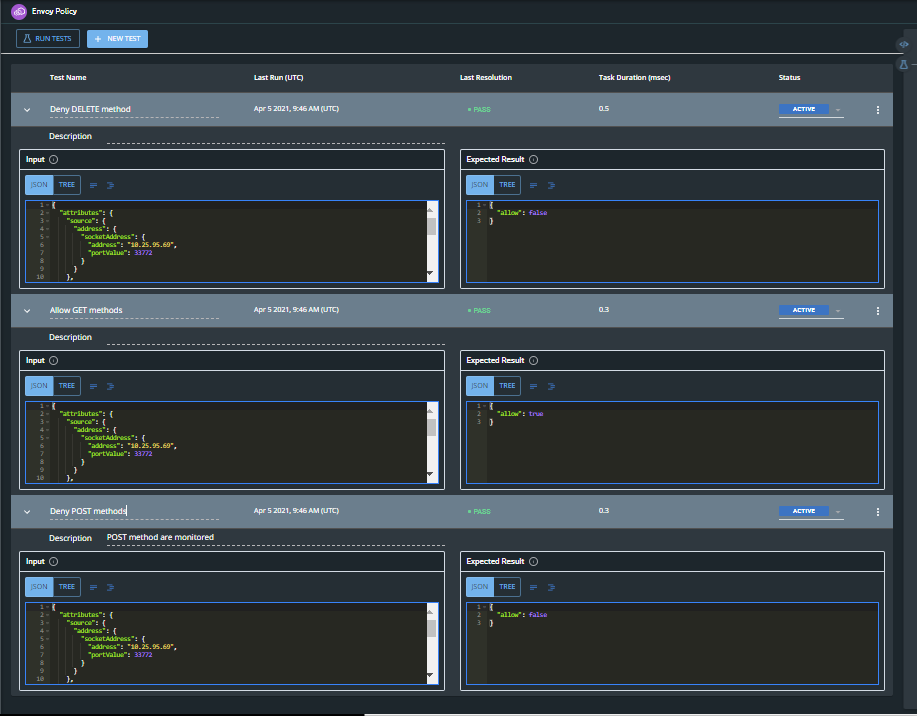 Envoy Policy
RUN TESTS + NEW TEST
Test Name Last Run (UTC) Last Resolution Task Duration (msec) Status
Deny DELETE method Apr 5 2021, 9:46 AM (UTC) PASS 0.5 ACTIVE
Description
Input Expected Result
JSON TREE JSON TREE
1 { 1 {
2 "attributes": { 2 "allow": false
3 "source": { 3 }
4 "address": {
5 "socketAddress": {
6 "address": "10.25.95.69",
7 "portValue": 33772
8 }
9 }
10 },
Allow GET methods Apr 5 2021, 9:46 AM (UTC) PASS 0.3 ACTIVE
Description
Input Expected Result
JSON TREE JSON TREE
1 { 1 {
2 "attributes": { 2 "allow": true
3 "source": { 3 }
4 "address": {
5 "socketAddress": {
6 "address": "10.25.95.69",
7 "portValue": 33772
8 }
9 }
10 },
Deny POST methods Apr 5 2021, 9:46 AM (UTC) PASS 0.3 ACTIVE
Description POST method are monitored
Input Expected Result
JSON TREE JSON TREE
1 { 1 {
2 "attributes": { 2 "allow": false
3 "source": { 3 }
4 "address": {
5 "socketAddress": {
6 "address": "10.25.95.69",
7 "portValue": 33772
8 }
9 }
10 },